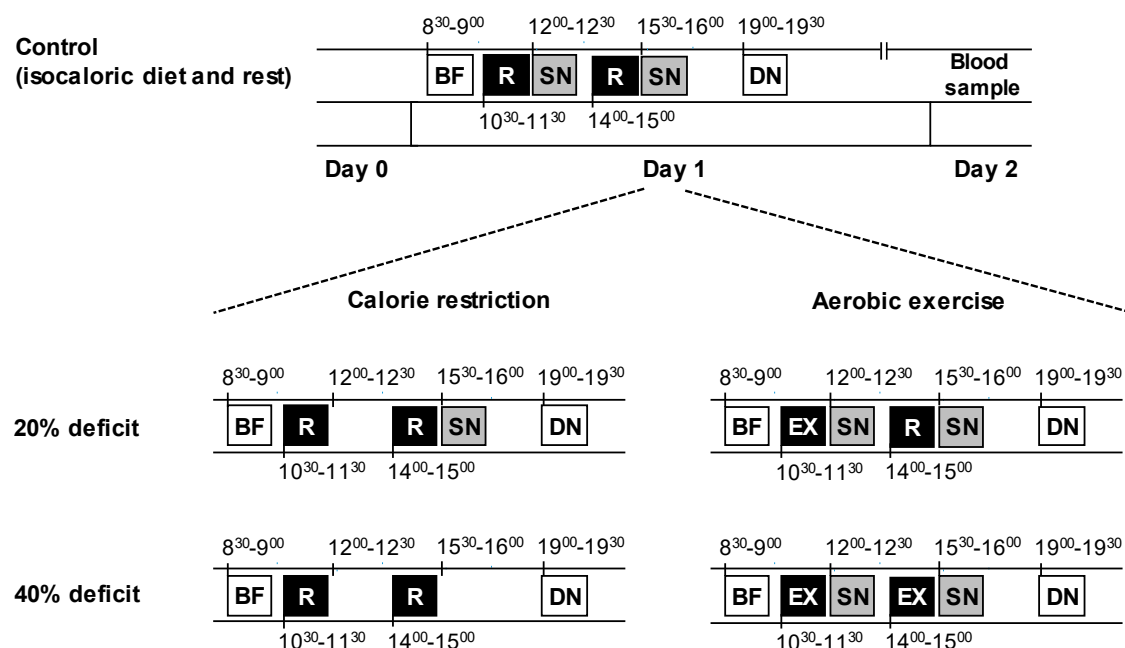 8³⁰-9⁰⁰ 12⁰⁰-12³⁰ 15³⁰-16⁰⁰ 19⁰⁰-19³⁰
Control
(isocaloric diet and rest)
BF R SN R SN DN
Blood
sample
10³⁰-11³⁰ 14⁰⁰-15⁰⁰
Day 0 Day 1 Day 2
Calorie restriction Aerobic exercise
8³⁰-9⁰⁰ 12⁰⁰-12³⁰ 15³⁰-16⁰⁰ 19⁰⁰-19³⁰ 8³⁰-9⁰⁰ 12⁰⁰-12³⁰ 15³⁰-16⁰⁰ 19⁰⁰-19³⁰
20% deficit BF R R SN DN BF EX SN R SN DN
10³⁰-11³⁰ 14⁰⁰-15⁰⁰ 10³⁰-11³⁰ 14⁰⁰-15⁰⁰
8³⁰-9⁰⁰ 12⁰⁰-12³⁰ 15³⁰-16⁰⁰ 19⁰⁰-19³⁰ 8³⁰-9⁰⁰ 12⁰⁰-12³⁰ 15³⁰-16⁰⁰ 19⁰⁰-19³⁰
40% deficit BF R R DN BF EX SN EX SN DN
10³⁰-11³⁰ 14⁰⁰-15⁰⁰ 10³⁰-11³⁰ 14⁰⁰-15⁰⁰